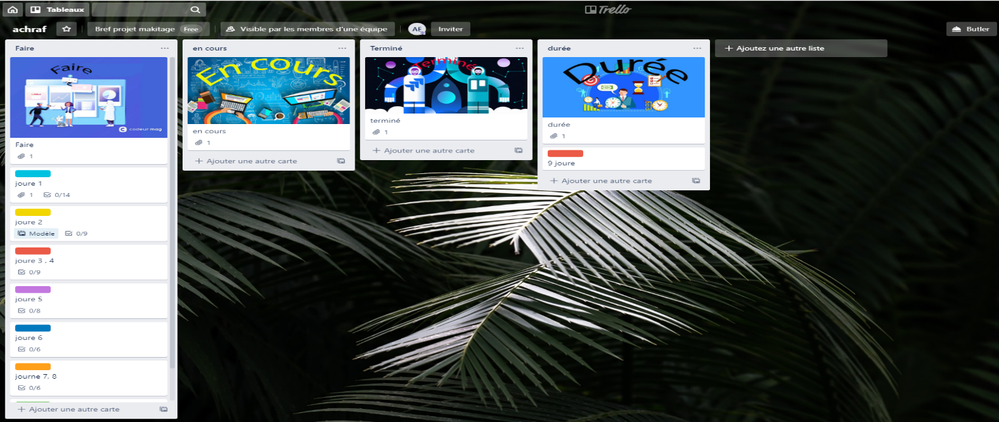 Tableaux
Trello
achraf
Bref projet makitage Free
Visible par les membres d'une équipe
AE
Inviter
Butler
Faire
Faire
codeur mag
Faire
1
joure 1
1 0/14
joure 2
Modèle 0/9
joure 3 , 4
0/9
joure 5
0/8
joure 6
0/6
journe 7, 8
0/6
Ajouter une autre carte
en cours
En cours
en cours
1
Ajouter une autre carte
Terminé
Terminé
terminé
1
Ajouter une autre carte
durée
Durée
durée
1
9 joure
Ajouter une autre carte
Ajoutez une autre liste